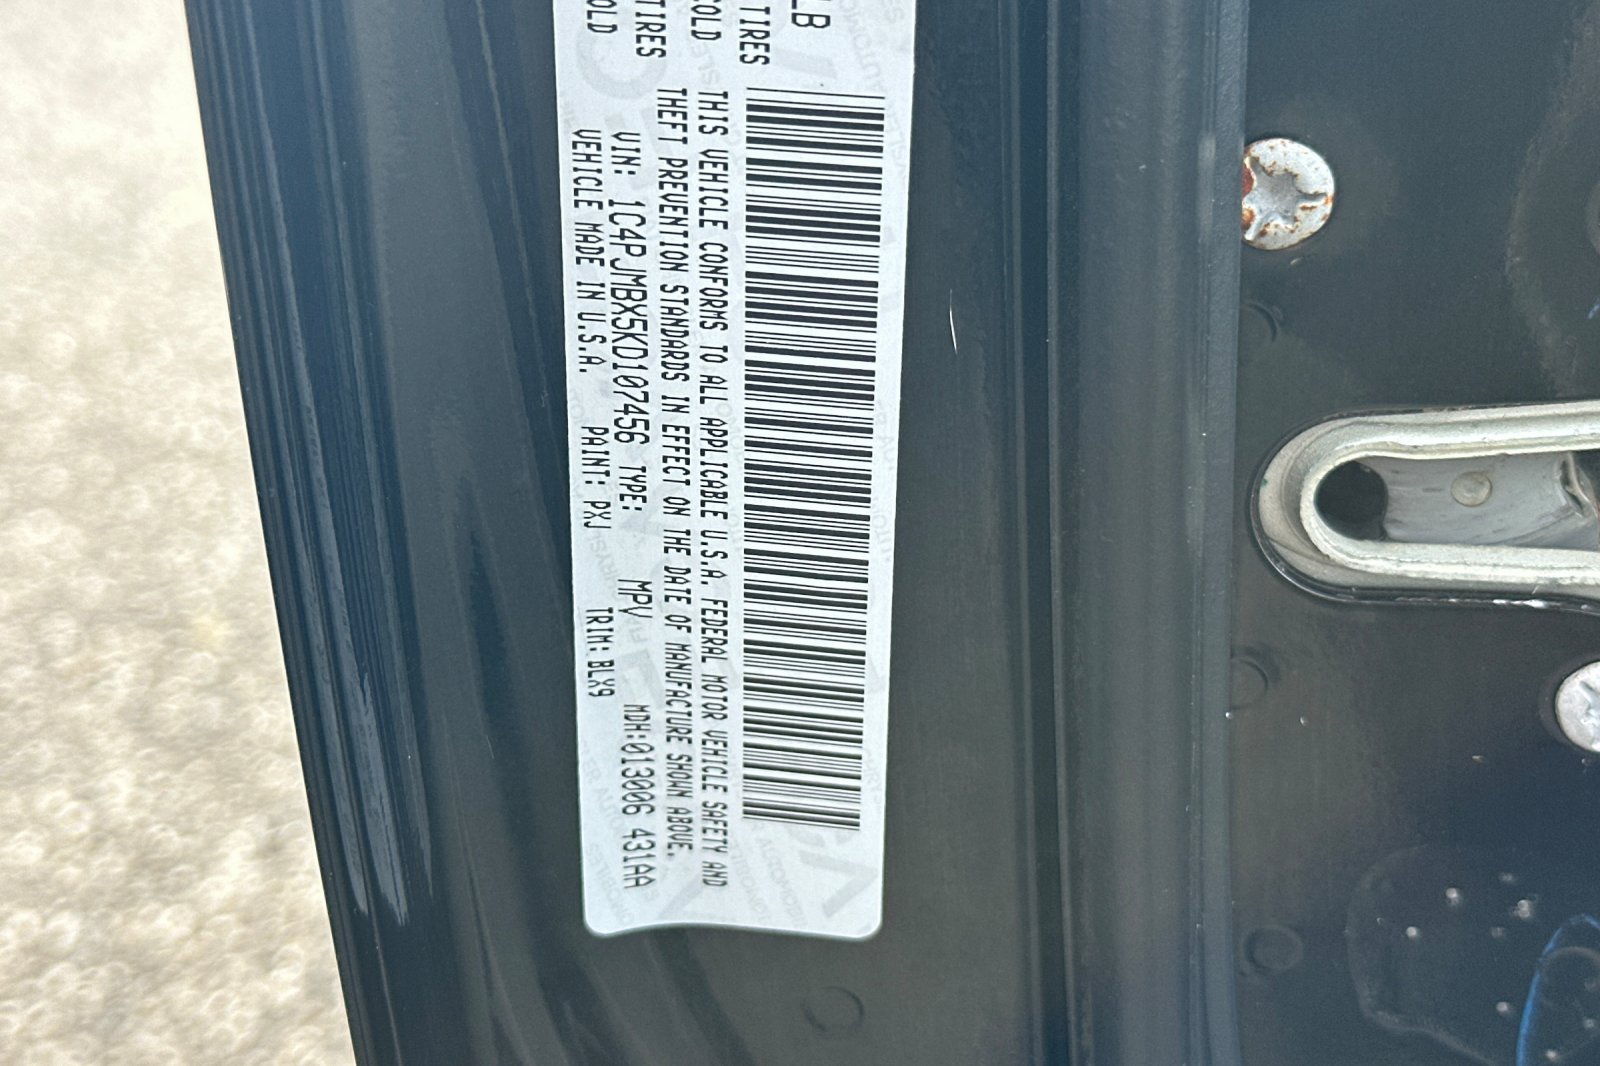 LB
TIRES
COLD
TIRES
OLD
THIS VEHICLE CONFORMS TO ALL APPLICABLE U.S.A. FEDERAL MOTOR VEHICLE SAFETY AND
THEFT PREVENTION STANDARDS IN EFFECT ON THE DATE OF MANUFACTURE SHOWN ABOVE.
VIN: 1C4PJMBX5KD107456 TYPE: MPV MDH:013006 431AA
VEHICLE MADE IN U.S.A. PAINT: PXJ TRIM:BLX9